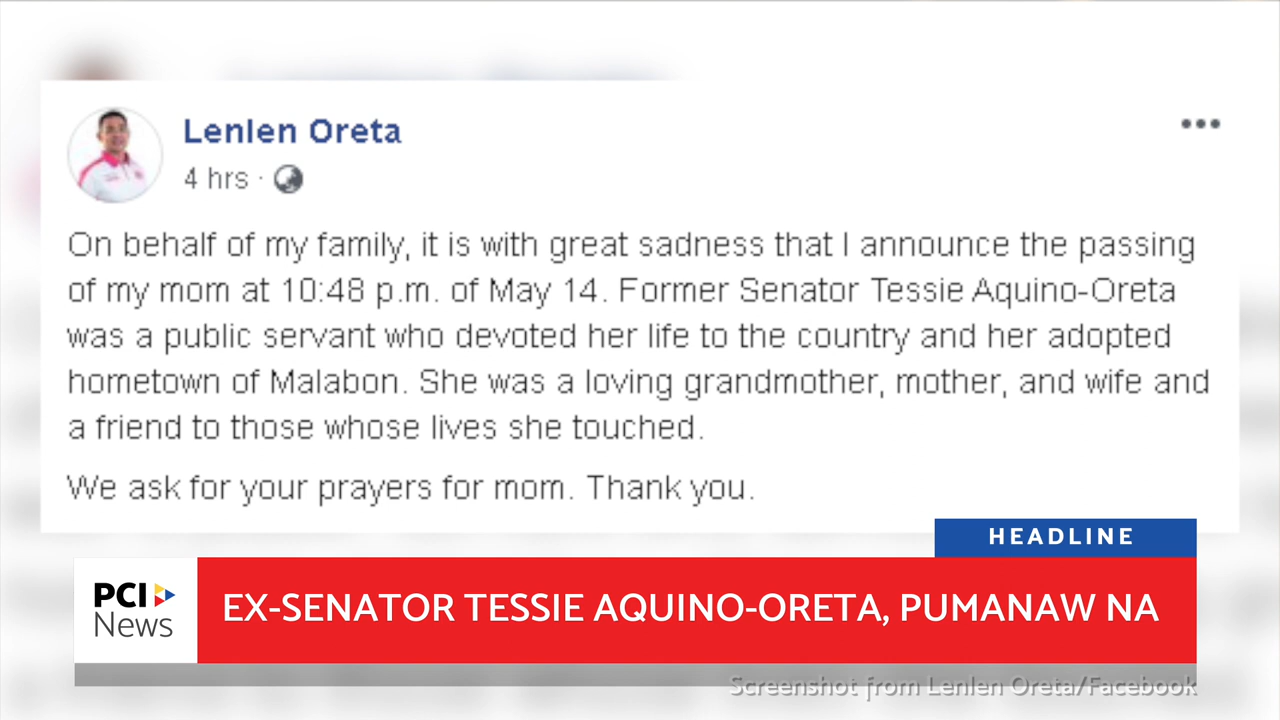 Lenlen Oreta
4 hrs ·
On behalf of my family, it is with great sadness that I announce the passing
of my mom at 10:48 p.m. of May 14. Former Senator Tessie Aquino-Oreta
was a public servant who devoted her life to the country and her adopted
hometown of Malabon. She was a loving grandmother, mother, and wife and
a friend to those whose lives she touched.
We ask for your prayers for mom. Thank you.
HEADLINE
PCI
News
EX-SENATOR TESSIE AQUINO-ORETA, PUMANAW NA
Screenshot from Lenlen Oreta/Facebook